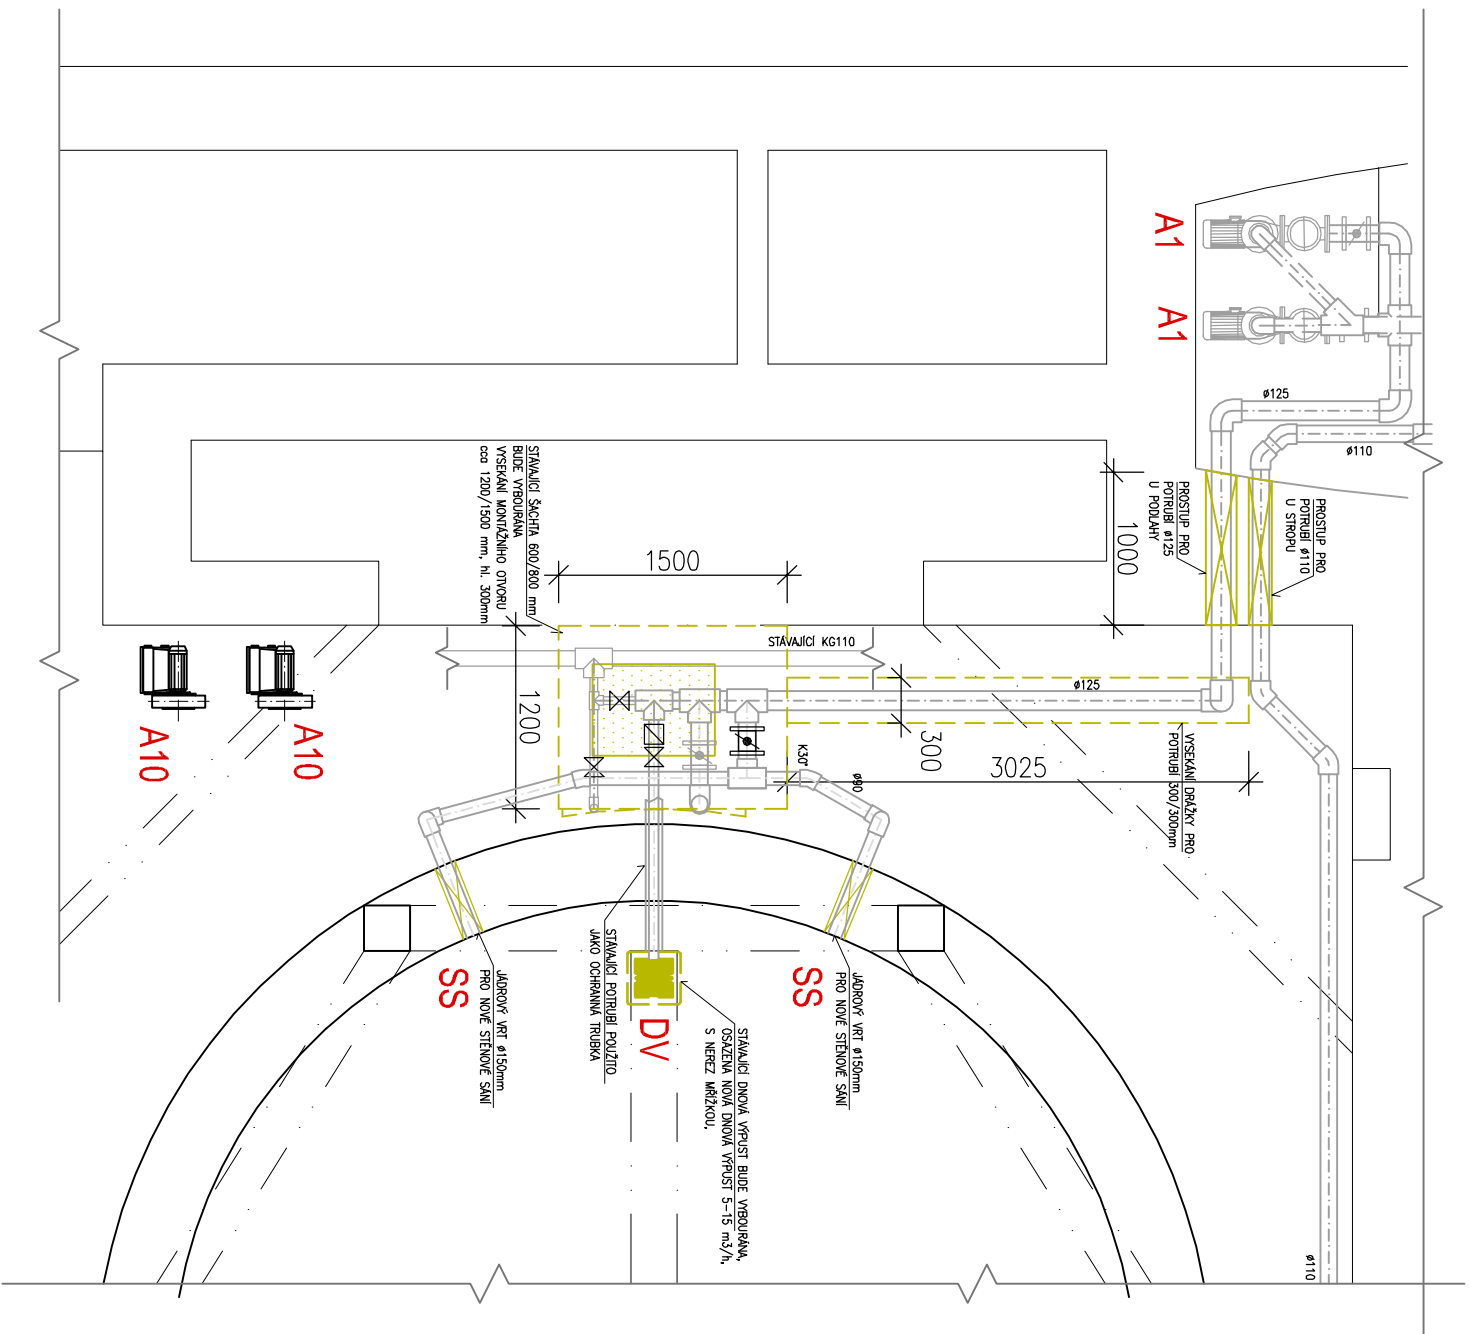 A1
A1
ø125
ø110
PROSTUP PRO
POTRUBÍ ø110
U STROPU
PROSTUP PRO
POTRUBÍ ø125
U PODLAHY
1000
STÁVAJÍCÍ ŠACHTA 600/800 mm
BUDE VYBOURÁNA
VYSEKÁNÍ MONTÁŽNÍHO OTVORU
cca 1200/1500 mm, hl. 300mm
1500
STÁVAJÍCÍ KG110
ø125
1200
300
3025
K30°
ø90
VYSEKÁNÍ DRÁŽKY PRO
POTRUBÍ 300/300mm
A10
A10
SS
SS
DV
JÁDROVÝ VRT ø150mm
PRO NOVÉ STĚNOVÉ SÁNÍ
STÁVAJÍCÍ POTRUBÍ POUŽITO
JAKO OCHRANNÁ TRUBKA
JÁDROVÝ VRT ø150mm
PRO NOVÉ STĚNOVÉ SÁNÍ
STÁVAJÍCÍ DNOVÁ VÝPUST BUDE VYBOURÁNA,
OSAZENA NOVÁ DNOVÁ VÝPUST 5-15 m3/h,
S NEREZ MŘÍŽKOU,
ø110